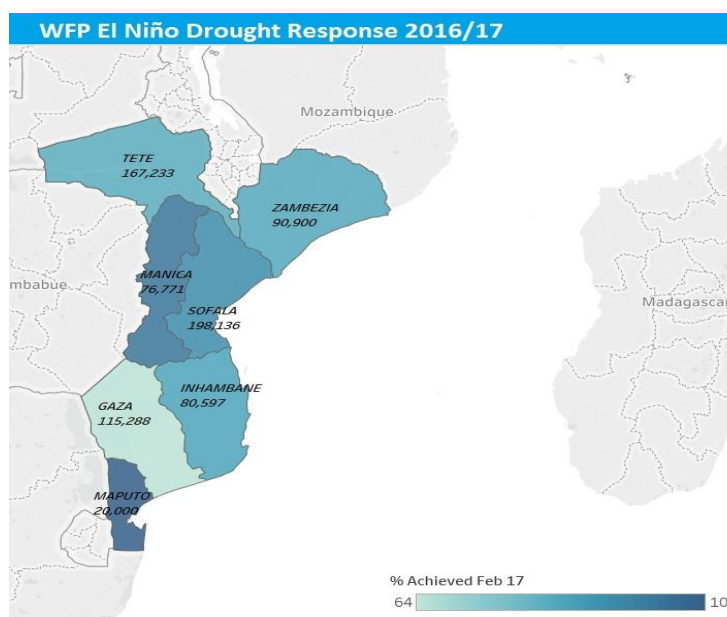 WFP El Niño Drought Response 2016/17
Mozambique
TETE
167,233
ZAMBEZIA
90,900
MANICA
76,771
mbabue
SOFALA
198,136
Madagascar
INHAMBANE
80,597
GAZA
115,288
MAPUTO
20,000
% Achieved Feb 17
64
10